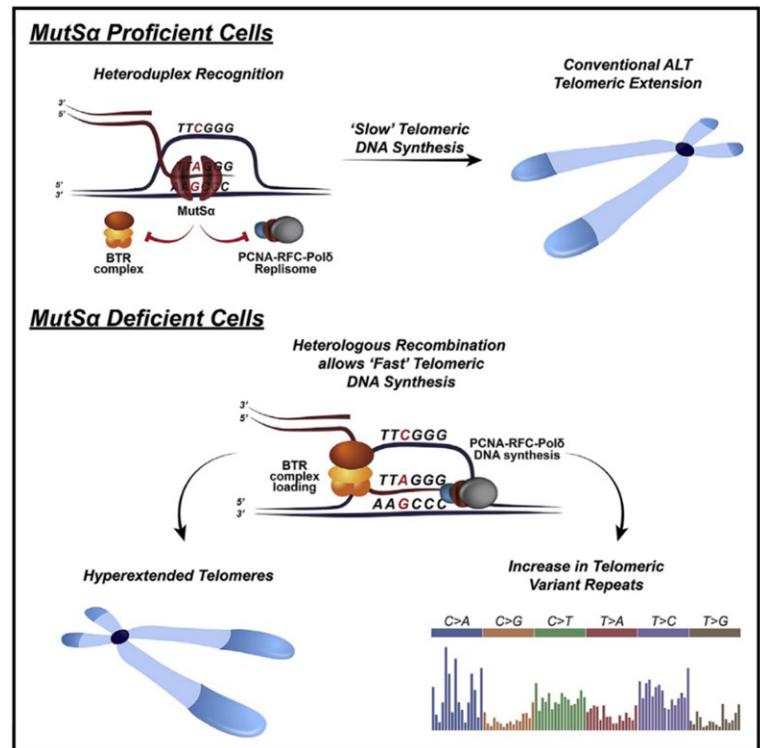 MutSα Proficient Cells
Heteroduplex Recognition
3'
5'
TTCGGG
TTAGGG
AAGCCC
5'
3'
MutSα
BTR
complex
PCNA-RFC-Polδ
Replisome
'Slow' Telomeric
DNA Synthesis
Conventional ALT
Telomeric Extension
MutSα Deficient Cells
Heterologous Recombination
allows 'Fast' Telomeric
DNA Synthesis
3'
5'
TTCGGG
PCNA-RFC-Polδ
DNA synthesis
BTR
complex
loading
TTAGGG
AAGCCC
5'
3'
Hyperextended Telomeres
Increase in Telomeric
Variant Repeats
C>A C>G C>T T>A T>C T>G